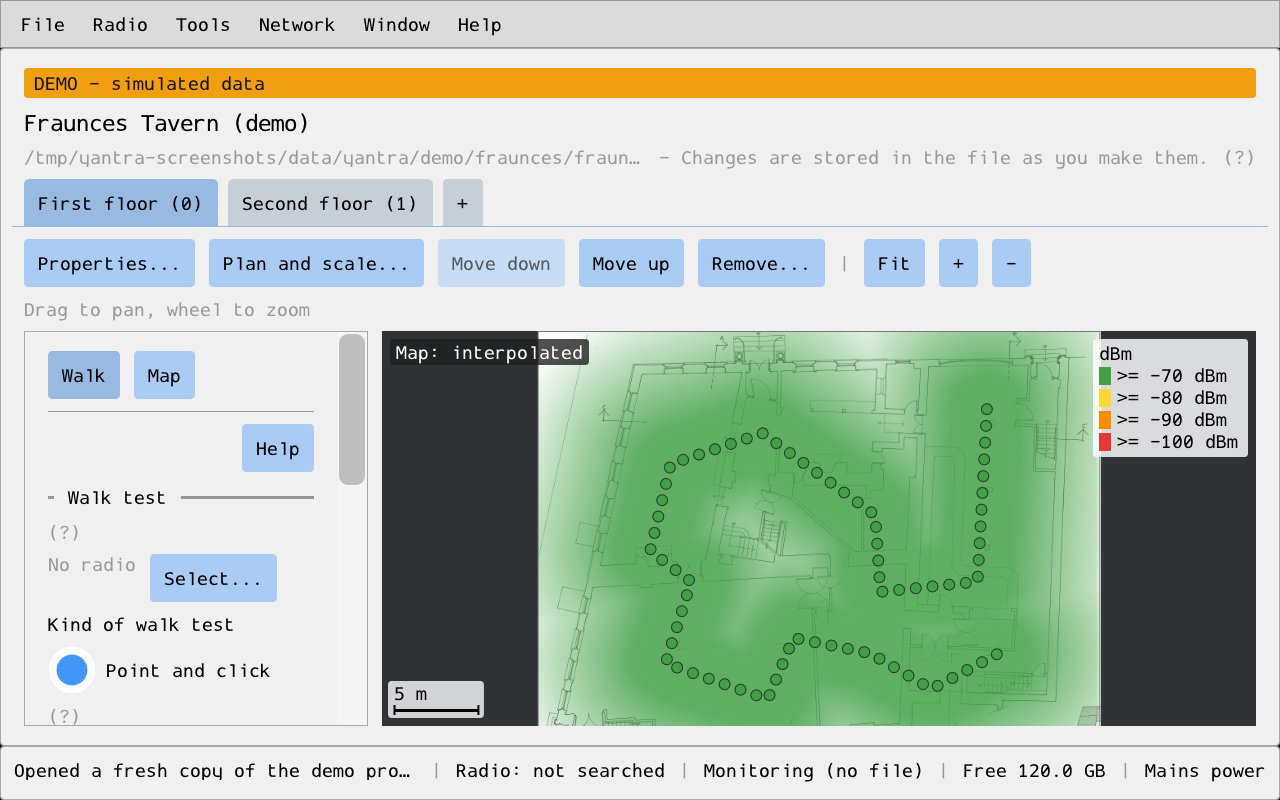 File Radio Tools Network Window Help
DEMO - simulated data
Fraunces Tavern (demo)
/tmp/yantra-screenshots/data/yantra/demo/fraunces/fraun… - Changes are stored in the file as you make them. (?)
First floor (0) Second floor (1) +
Properties... Plan and scale... Move down Move up Remove... | Fit + -
Drag to pan, wheel to zoom
Walk Map
Help
Walk test
(?)
No radio Select...
Kind of walk test
Point and click
(?)
Map: interpolated
dBm
>= -70 dBm
>= -80 dBm
>= -90 dBm
>= -100 dBm
5 m
Opened a fresh copy of the demo pro… | Radio: not searched | Monitoring (no file) | Free 120.0 GB | Mains power